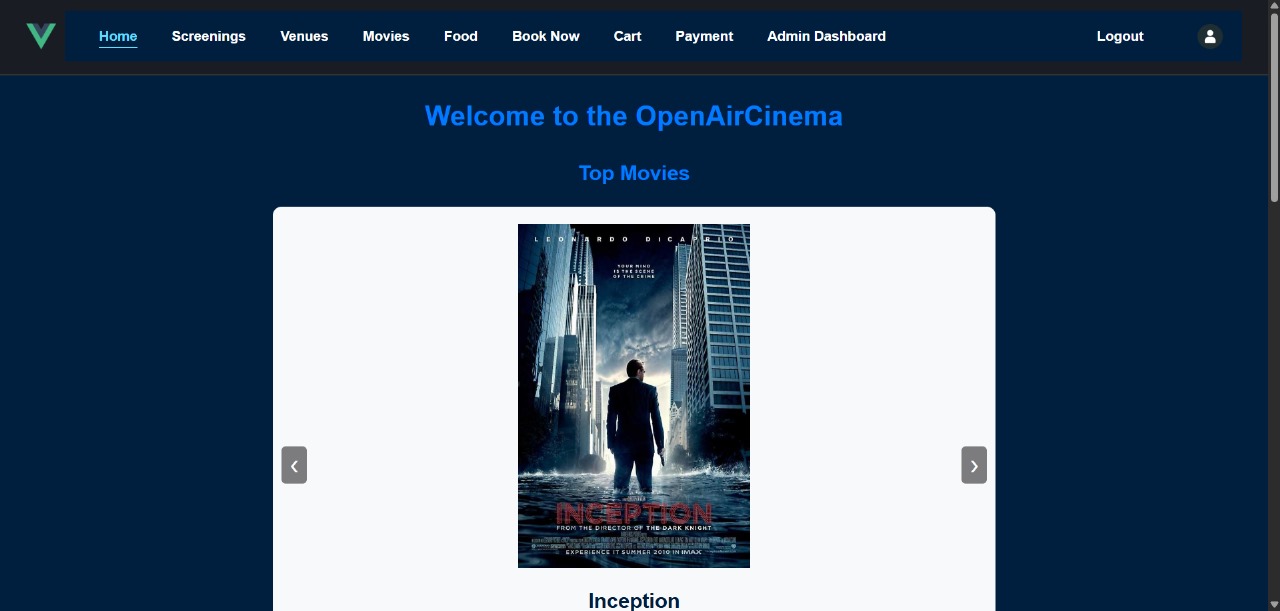 Home Screenings Venues Movies Food Book Now Cart Payment Admin Dashboard Logout
Welcome to the OpenAirCinema
Top Movies
LEONARDO DiCAPRIO
YOUR MIND
IS THE SCENE
OF THE CRIME
INCEPTION
FROM THE DIRECTOR OF THE DARK KNIGHT
EXPERIENCE IT SUMMER 2010 IN IMAX
❮
❯
Inception